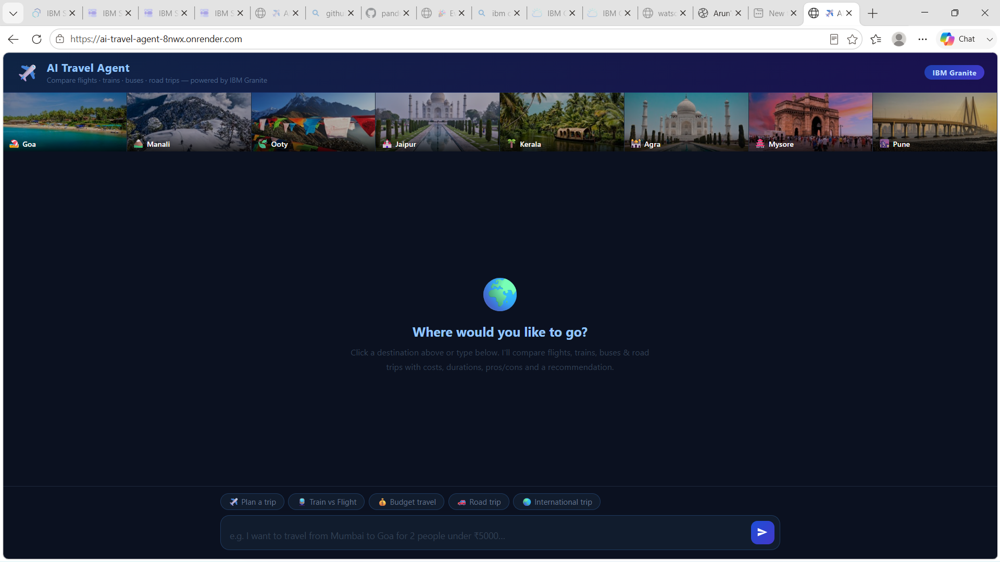 IBM S
IBM S
IBM S
IBM S
A
githu
pand
Ev
ibm c
IBM C
IBM C
watso
Arun'
New
AI
https://ai-travel-agent-8nwx.onrender.com
Chat
AI Travel Agent
Compare flights · trains · buses · road trips — powered by IBM Granite
IBM Granite
Goa
Manali
Ooty
Jaipur
Kerala
Agra
Mysore
Pune
Where would you like to go?
Click a destination above or type below. I'll compare flights, trains, buses & road
trips with costs, durations, pros/cons and a recommendation.
Plan a trip
Train vs Flight
Budget travel
Road trip
International trip
e.g. I want to travel from Mumbai to Goa for 2 people under ₹5000...